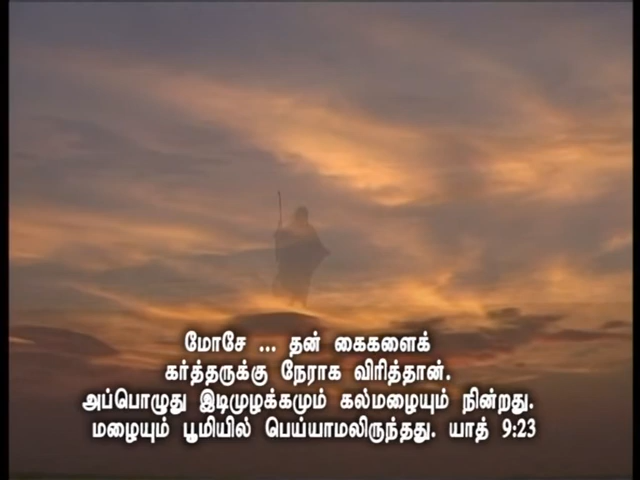 மோசே ... தன் கைகளைக்
கர்த்தருக்கு நேராக விரித்தான்.
அப்பொழுது இடிமுழக்கமும் கல்மழையும் நின்றது.
மழையும் பூமியில் பெய்யாமலிருந்தது. யாத் 9:23